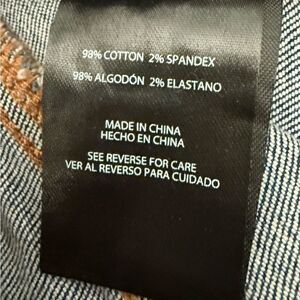 98% COTTON 2% SPANDEX
98% ALGODÓN 2% ELASTANO
MADE IN CHINA
HECHO EN CHINA
SEE REVERSE FOR CARE
VER AL REVERSO PARA CUIDADO